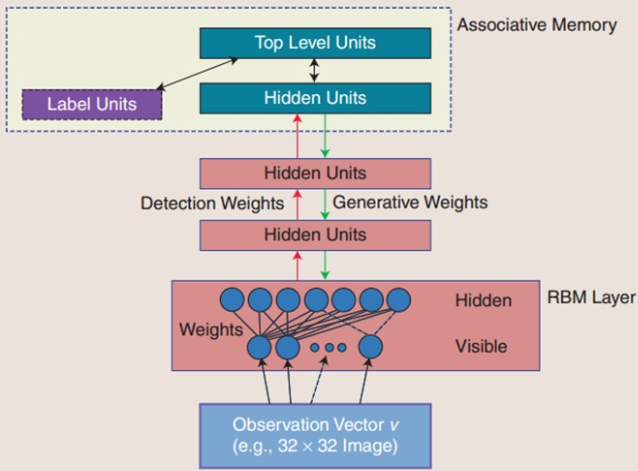 Associative Memory
Top Level Units
Label Units
Hidden Units
Hidden Units
Detection Weights
Generative Weights
Hidden Units
Hidden
RBM Layer
Weights
Visible
Observation Vector v
(e.g., 32 × 32 Image)